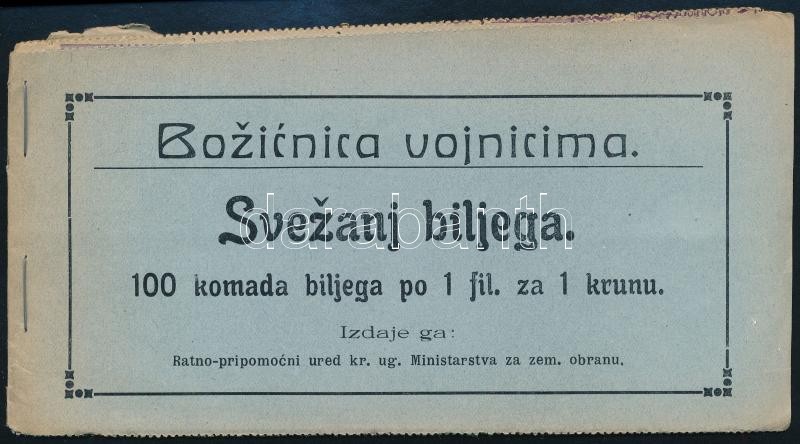 Božićnica vojnicima.
Svežanj biljega.
darabanth
100 komada biljega po 1 fil. za 1 krunu.
Izdaje ga:
Ratno-pripomoćni ured kr. ug. Ministarstva za zem. obranu.